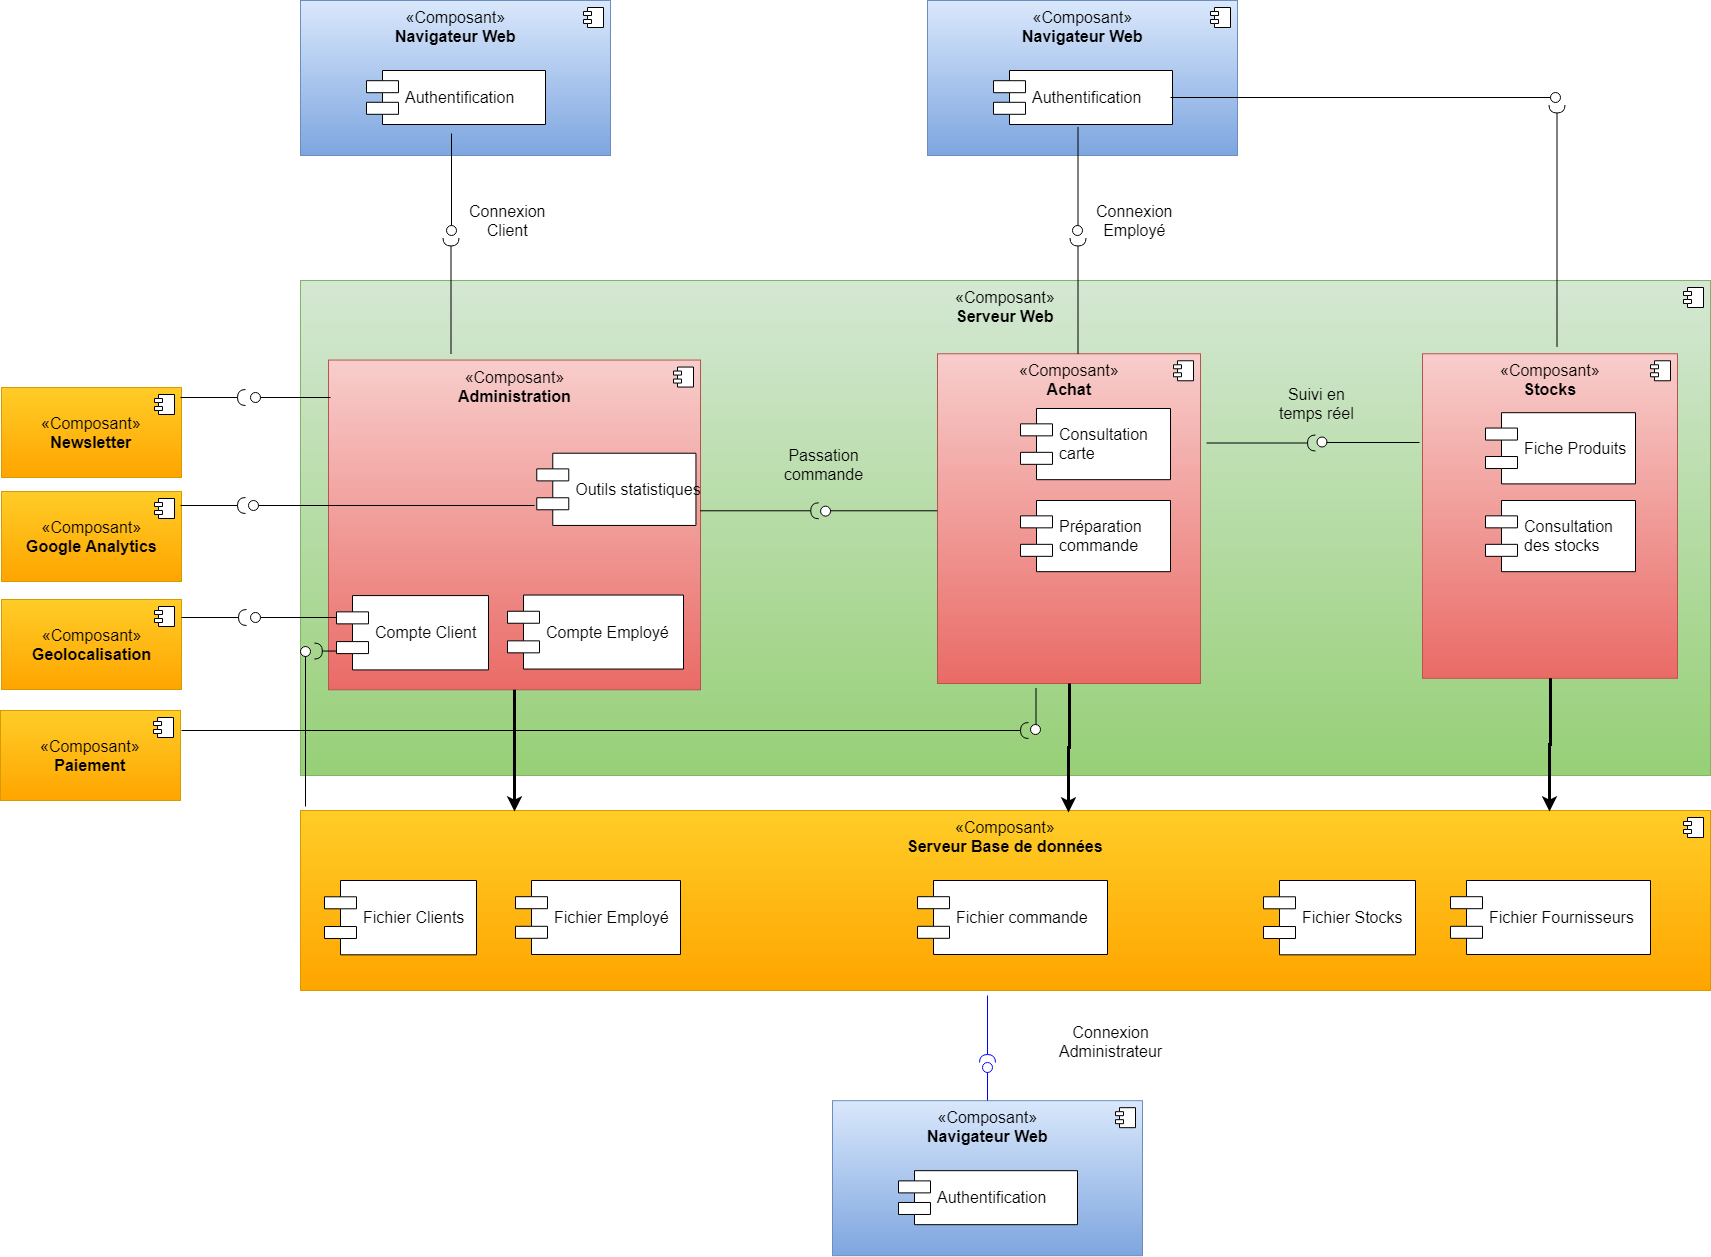 «Composant»
Navigateur Web
Authentification
«Composant»
Navigateur Web
Authentification
Connexion
Client
Connexion
Employé
«Composant»
Serveur Web
«Composant»
Administration
Outils statistiques
Compte Client
Compte Employé
Passation
commande
«Composant»
Achat
Consultation
carte
Préparation
commande
Suivi en
temps réel
«Composant»
Stocks
Fiche Produits
Consultation
des stocks
«Composant»
Newsletter
«Composant»
Google Analytics
«Composant»
Geolocalisation
«Composant»
Paiement
«Composant»
Serveur Base de données
Fichier Clients
Fichier Employé
Fichier commande
Fichier Stocks
Fichier Fournisseurs
Connexion
Administrateur
«Composant»
Navigateur Web
Authentification